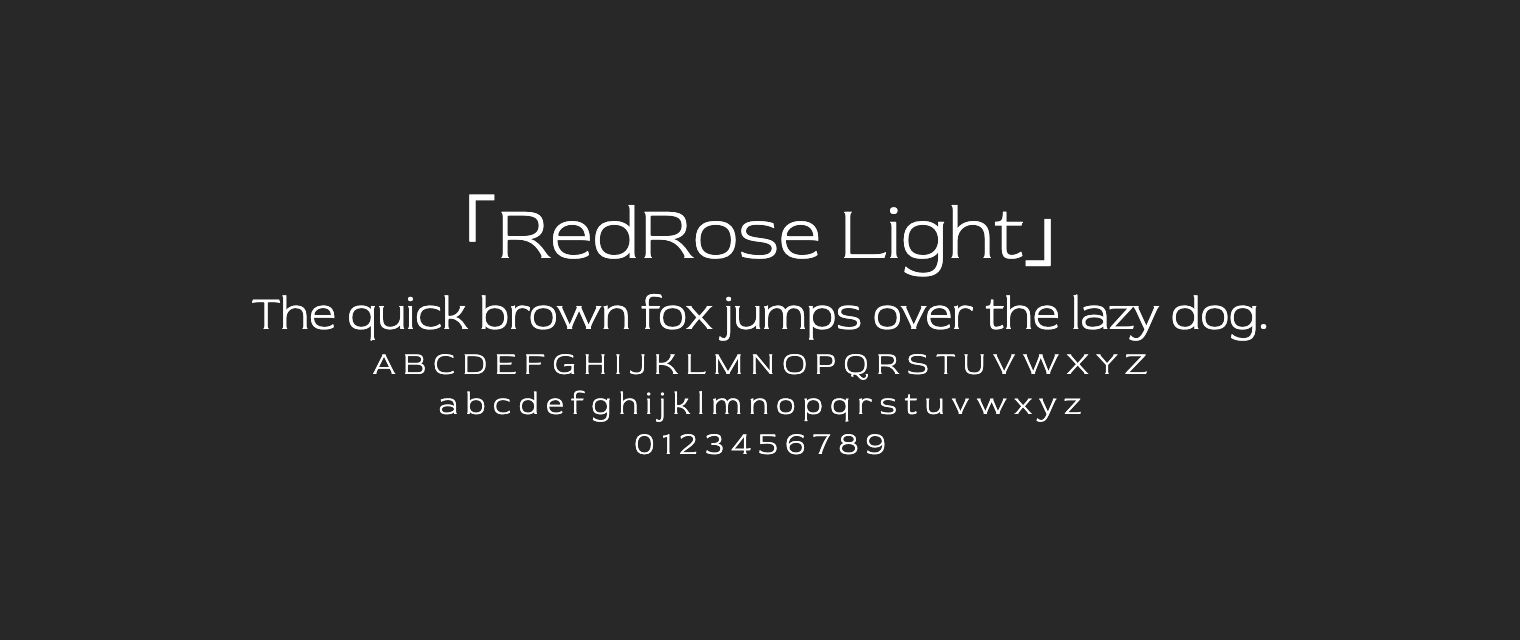 「RedRose Light」
The quick brown fox jumps over the lazy dog.
A B C D E F G H I J K L M N O P Q R S T U V W X Y Z
a b c d e f g h i j k l m n o p q r s t u v w x y z
0 1 2 3 4 5 6 7 8 9